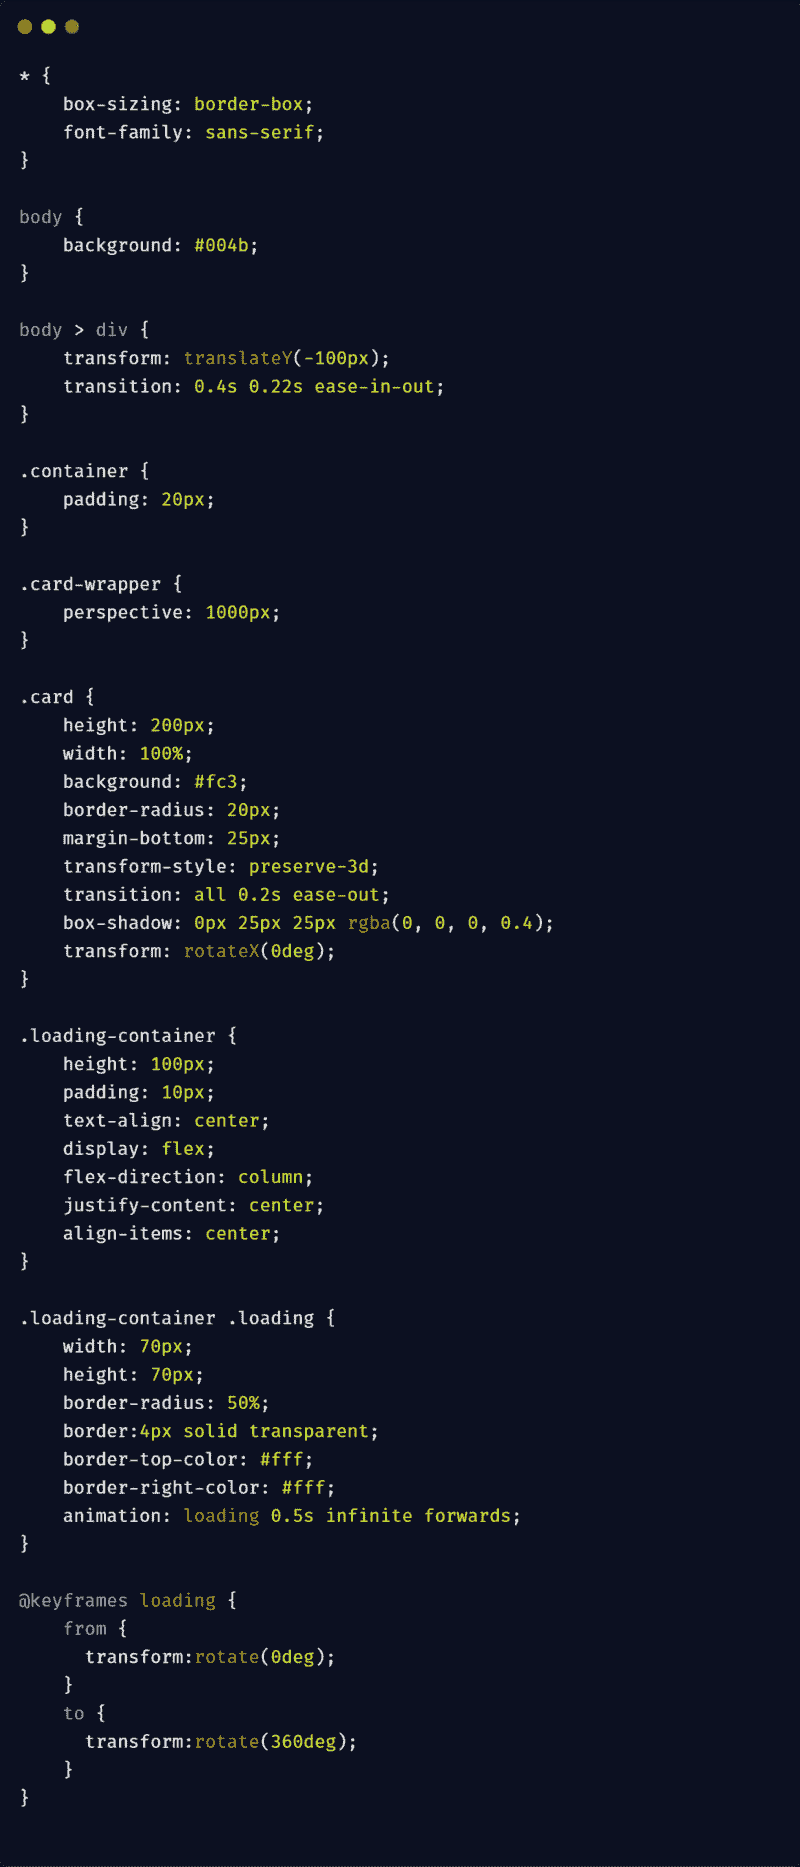 * {
    box-sizing: border-box;
    font-family: sans-serif;
}

body {
    background: #004b;
}

body > div {
    transform: translateY(-100px);
    transition: 0.4s 0.22s ease-in-out;
}

.container {
    padding: 20px;
}

.card-wrapper {
    perspective: 1000px;
}

.card {
    height: 200px;
    width: 100%;
    background: #fc3;
    border-radius: 20px;
    margin-bottom: 25px;
    transform-style: preserve-3d;
    transition: all 0.2s ease-out;
    box-shadow: 0px 25px 25px rgba(0, 0, 0, 0.4);
    transform: rotateX(0deg);
}

.loading-container {
    height: 100px;
    padding: 10px;
    text-align: center;
    display: flex;
    flex-direction: column;
    justify-content: center;
    align-items: center;
}

.loading-container .loading {
    width: 70px;
    height: 70px;
    border-radius: 50%;
    border:4px solid transparent;
    border-top-color: #fff;
    border-right-color: #fff;
    animation: loading 0.5s infinite forwards;
}

@keyframes loading {
    from {
      transform:rotate(0deg);
    }
    to {
      transform:rotate(360deg);
    }
}